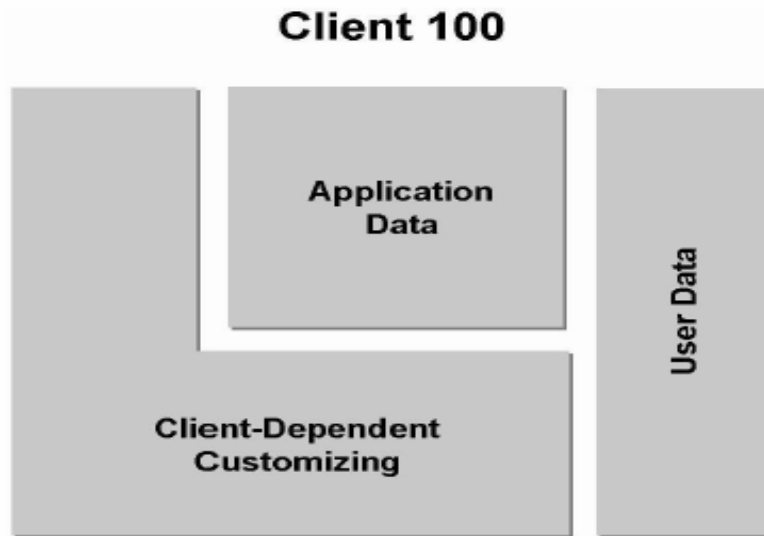 Client 100
Application
Data
User Data
Client-Dependent
Customizing